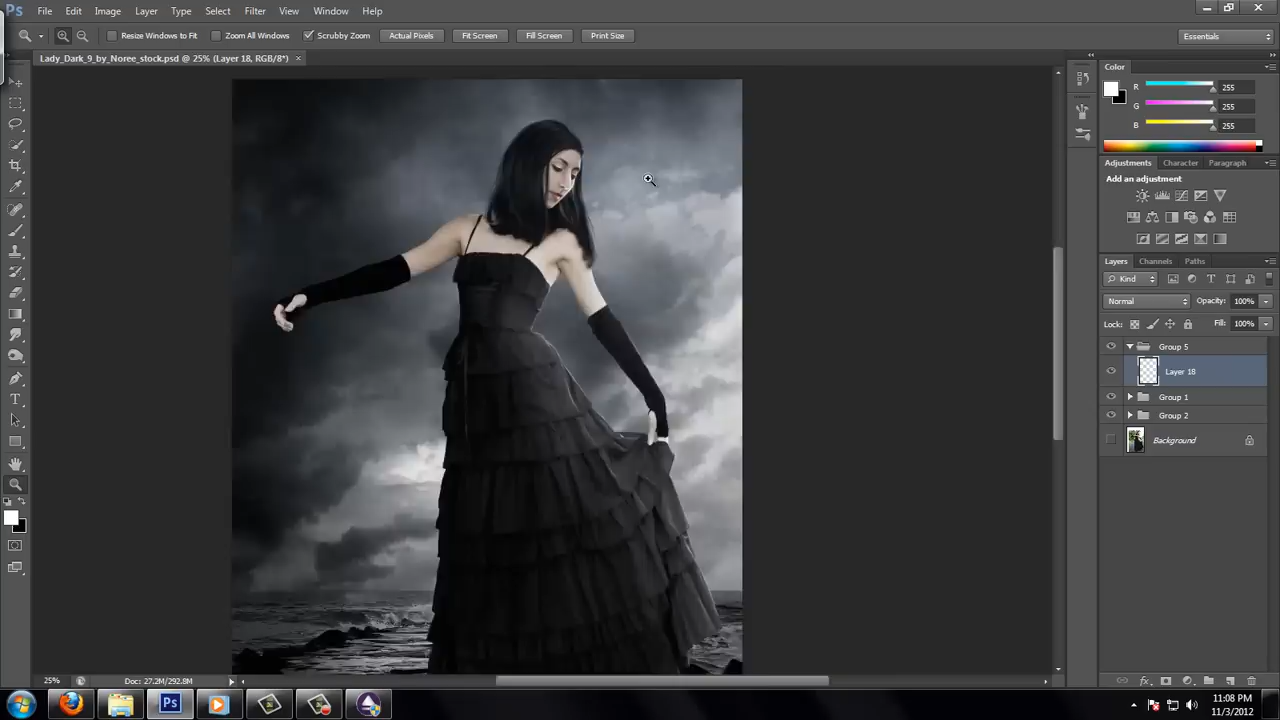 Ps File Edit Image Layer Type Select Filter View Window Help
Resize Windows to Fit Zoom All Windows Scrubby Zoom Actual Pixels Fit Screen Fill Screen Print Size Essentials
Lady_Dark_9_by_Noree_stock.psd @ 25% (Layer 18, RGB/8*) ×
Color
R 255
G 255
B 255
Adjustments Character Paragraph
Add an adjustment
Layers Channels Paths
Kind
Normal Opacity: 100%
Lock: Fill: 100%
Group 5
Layer 18
Group 1
Group 2
Background
25% Doc: 27.2M/292.8M
Ps
11:08 PM
11/3/2012